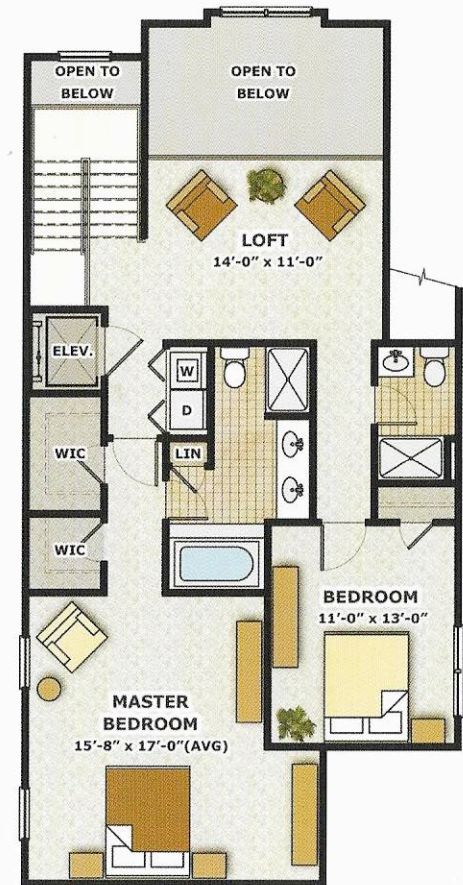 OPEN TO
BELOW
OPEN TO
BELOW
LOFT
14'-0" x 11'-0"
ELEV.
W
D
WIC
LIN
WIC
BEDROOM
11'-0" x 13'-0"
MASTER
BEDROOM
15'-8" x 17'-0"(AVG)